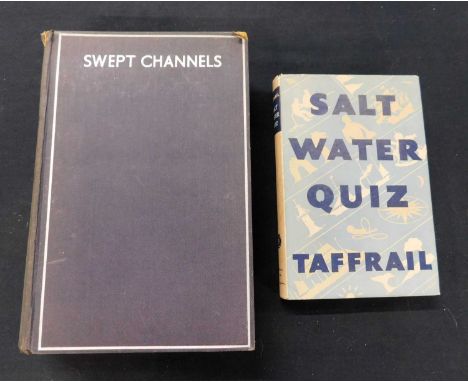 SWEPT CHANNELS
SALT
WATER
QUIZ
TAFFRAIL